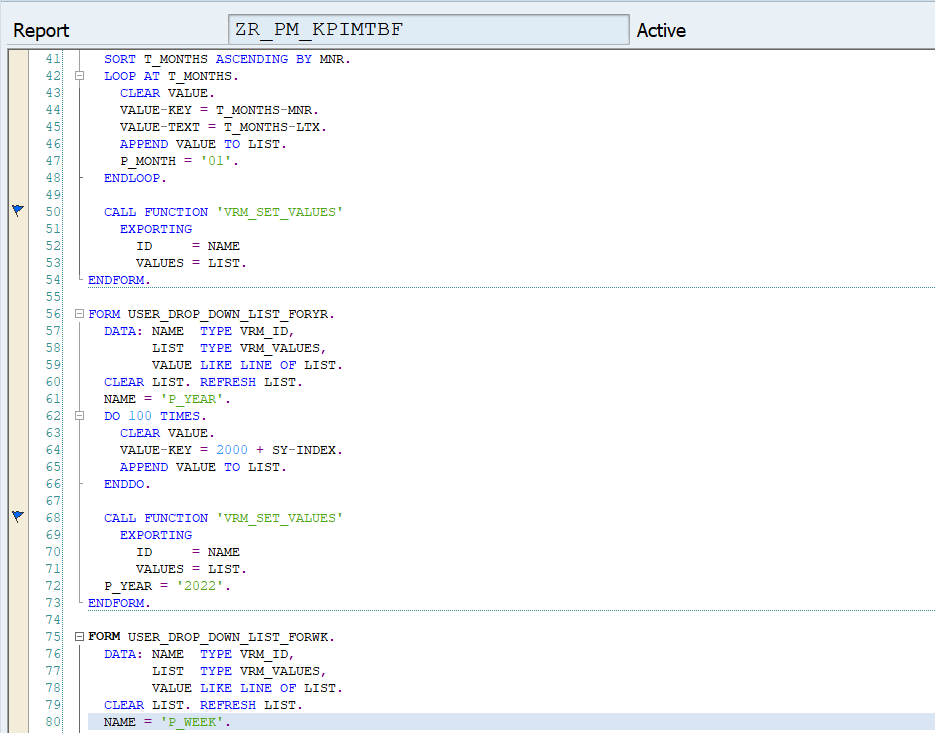 Report ZR_PM_KPIMTBF Active
41 SORT T_MONTHS ASCENDING BY MNR.
42 LOOP AT T_MONTHS.
43 CLEAR VALUE.
44 VALUE-KEY = T_MONTHS-MNR.
45 VALUE-TEXT = T_MONTHS-LTX.
46 APPEND VALUE TO LIST.
47 P_MONTH = '01'.
48 ENDLOOP.
49
50 CALL FUNCTION 'VRM_SET_VALUES'
51 EXPORTING
52 ID = NAME
53 VALUES = LIST.
54 ENDFORM.
55
56 FORM USER_DROP_DOWN_LIST_FORYR.
57 DATA: NAME TYPE VRM_ID,
58 LIST TYPE VRM_VALUES,
59 VALUE LIKE LINE OF LIST.
60 CLEAR LIST. REFRESH LIST.
61 NAME = 'P_YEAR'.
62 DO 100 TIMES.
63 CLEAR VALUE.
64 VALUE-KEY = 2000 + SY-INDEX.
65 APPEND VALUE TO LIST.
66 ENDDO.
67
68 CALL FUNCTION 'VRM_SET_VALUES'
69 EXPORTING
70 ID = NAME
71 VALUES = LIST.
72 P_YEAR = '2022'.
73 ENDFORM.
74
75 FORM USER_DROP_DOWN_LIST_FORWK.
76 DATA: NAME TYPE VRM_ID,
77 LIST TYPE VRM_VALUES,
78 VALUE LIKE LINE OF LIST.
79 CLEAR LIST. REFRESH LIST.
80 NAME = 'P_WEEK'.